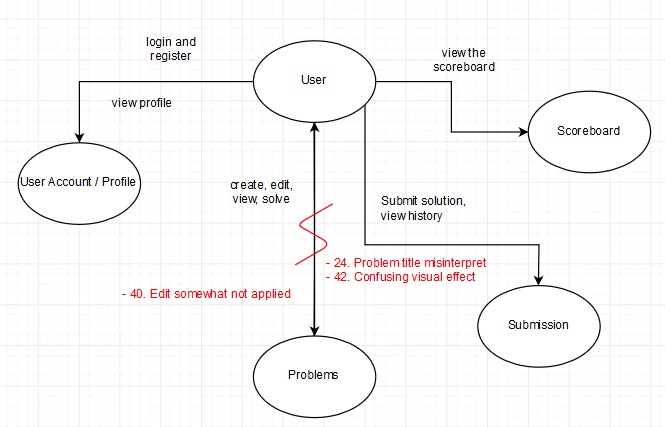 login and
register
User
view the
scoreboard
view profile
Scoreboard
User Account / Profile
create, edit,
view, solve
Submit solution,
view history
- 24. Problem title misinterpret
- 42. Confusing visual effect
- 40. Edit somewhat not applied
Submission
Problems